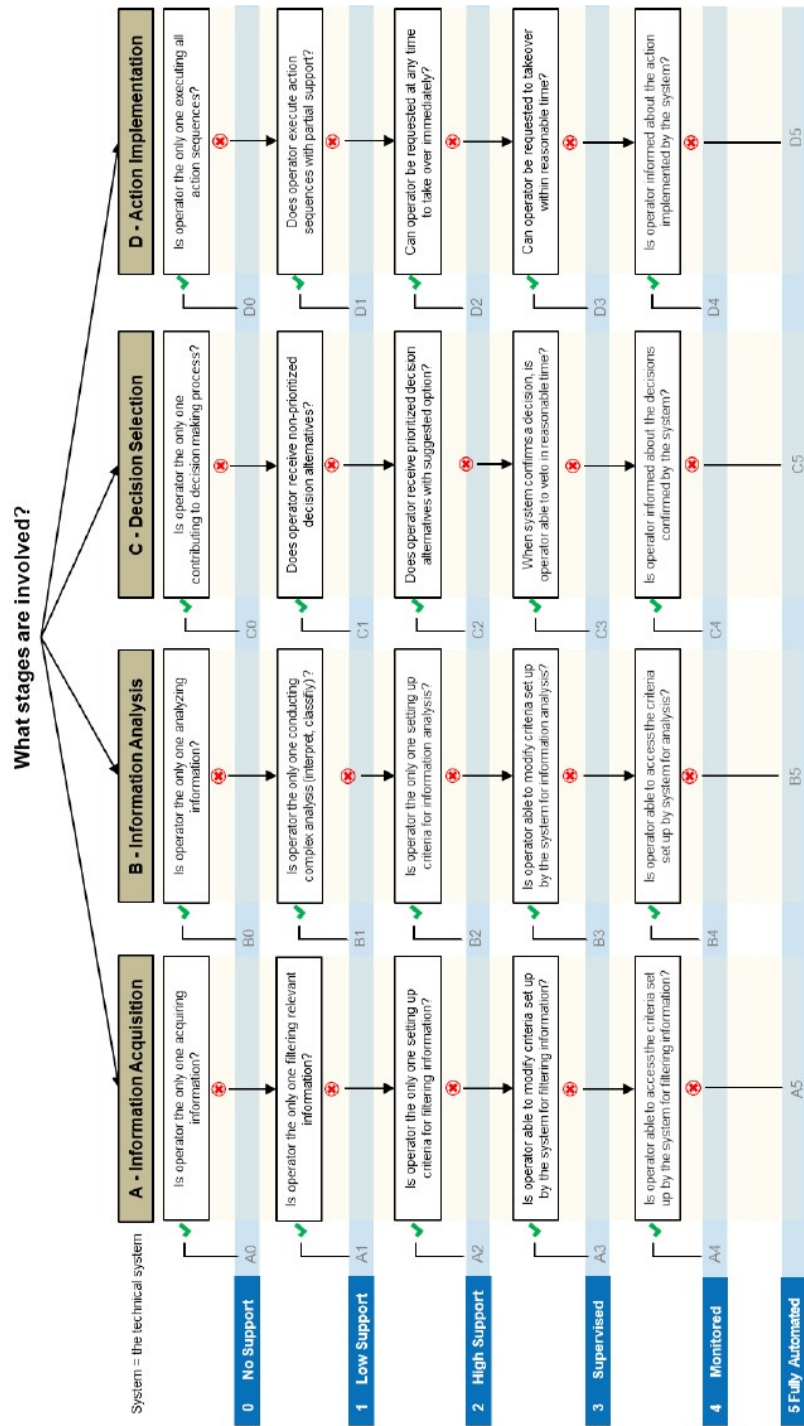 What stages are involved?
System = the technical system
A - Information Acquisition
B - Information Analysis
C - Decision Selection
D - Action Implementation
Is operator the only one acquiring
information?
Is operator the only one analyzing
information?
Is operator the only one
contributing to decision making process?
Is operator the only one executing all
action sequences?
A0
B0
C0
D0
0 No Support
Is operator the only one filtering relevant
information?
Is operator the only one conducting
complex analysis (interpret, classifiy)?
Does operator receive non-prioritized
decision alternatives?
Does operator execute action
sequences with partial support?
A1
B1
C1
D1
1 Low Support
Is operator the only one setting up
criteria for filtering information?
Is operator the only one setting up
criteria for information analysis?
Does operator receive prioritized decision
alternatives with suggested option?
Can operator be requested at any time
to take over immediately?
A2
B2
C2
D2
2 High Support
Is operator able to modify criteria set up
by the system for filtering information?
Is operator able to modify criteria set up
by the system for information analysis?
When system confirms a decision, is
operator able to veto in reasonable time?
Can operator be requested to takeover
within reasonable time?
A3
B3
C3
D3
3 Supervised
Is operator able to access the criteria set
up by the system for filtering information?
Is operator able to access the criteria
set up by system for analysis?
Is operator informed about the decisions
confirmed by the system?
Is operator informed about the action
implemented by the system?
A4
B4
C4
D4
4 Monitored
A5
B5
C5
D5
5 Fully Automated